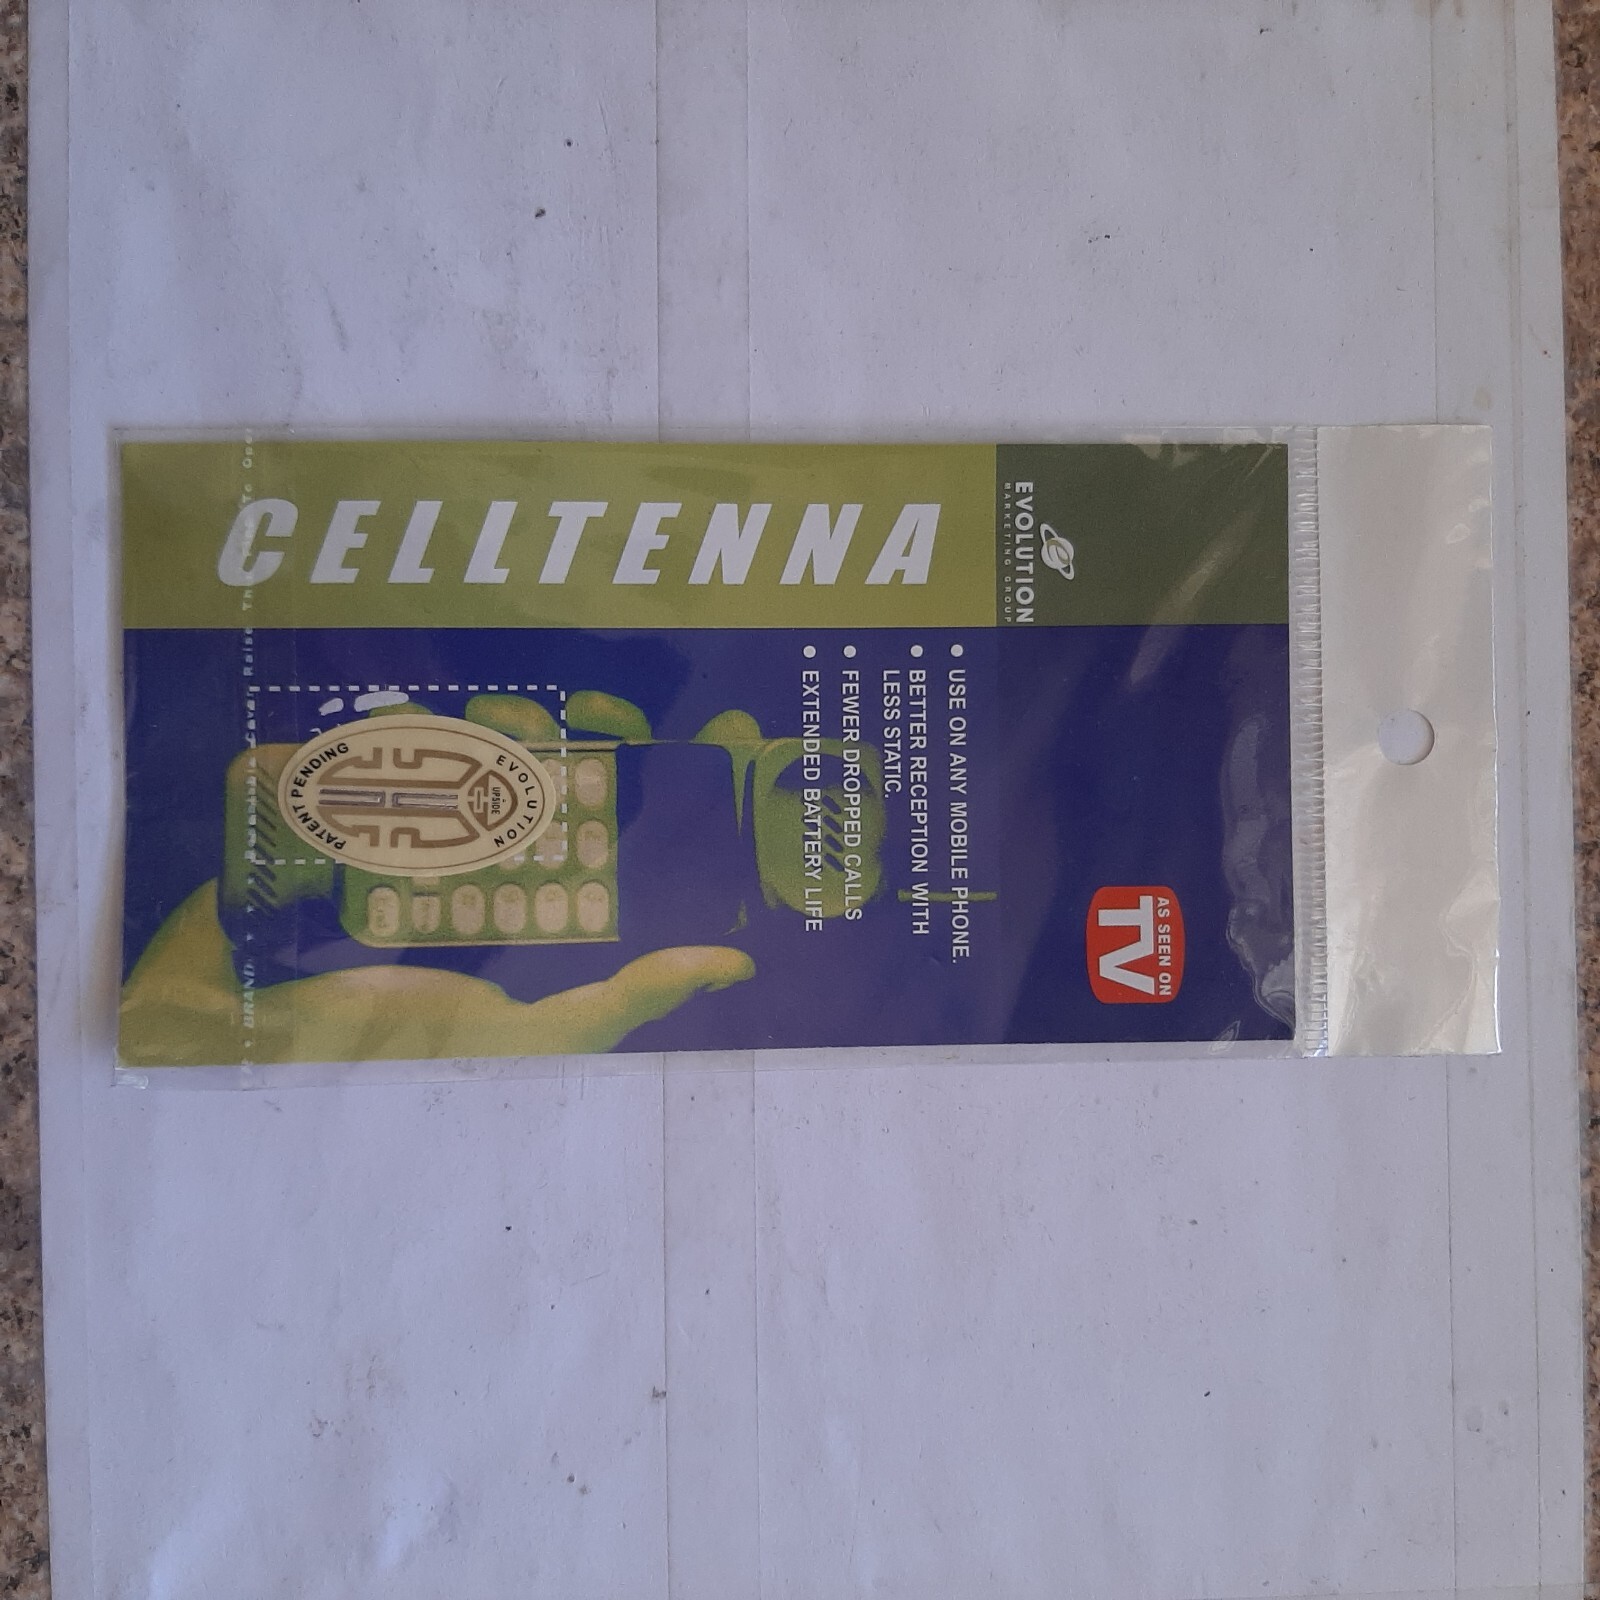 EVOLUTION
MARKETING GROUP
AS SEEN ON
TV
CELLTENNA
● USE ON ANY MOBILE PHONE.
● BETTER RECEPTION WITH
LESS STATIC.
● FEWER DROPPED CALLS
● EXTENDED BATTERY LIFE
EVOLUTION
UPSIDE
PATENT PENDING